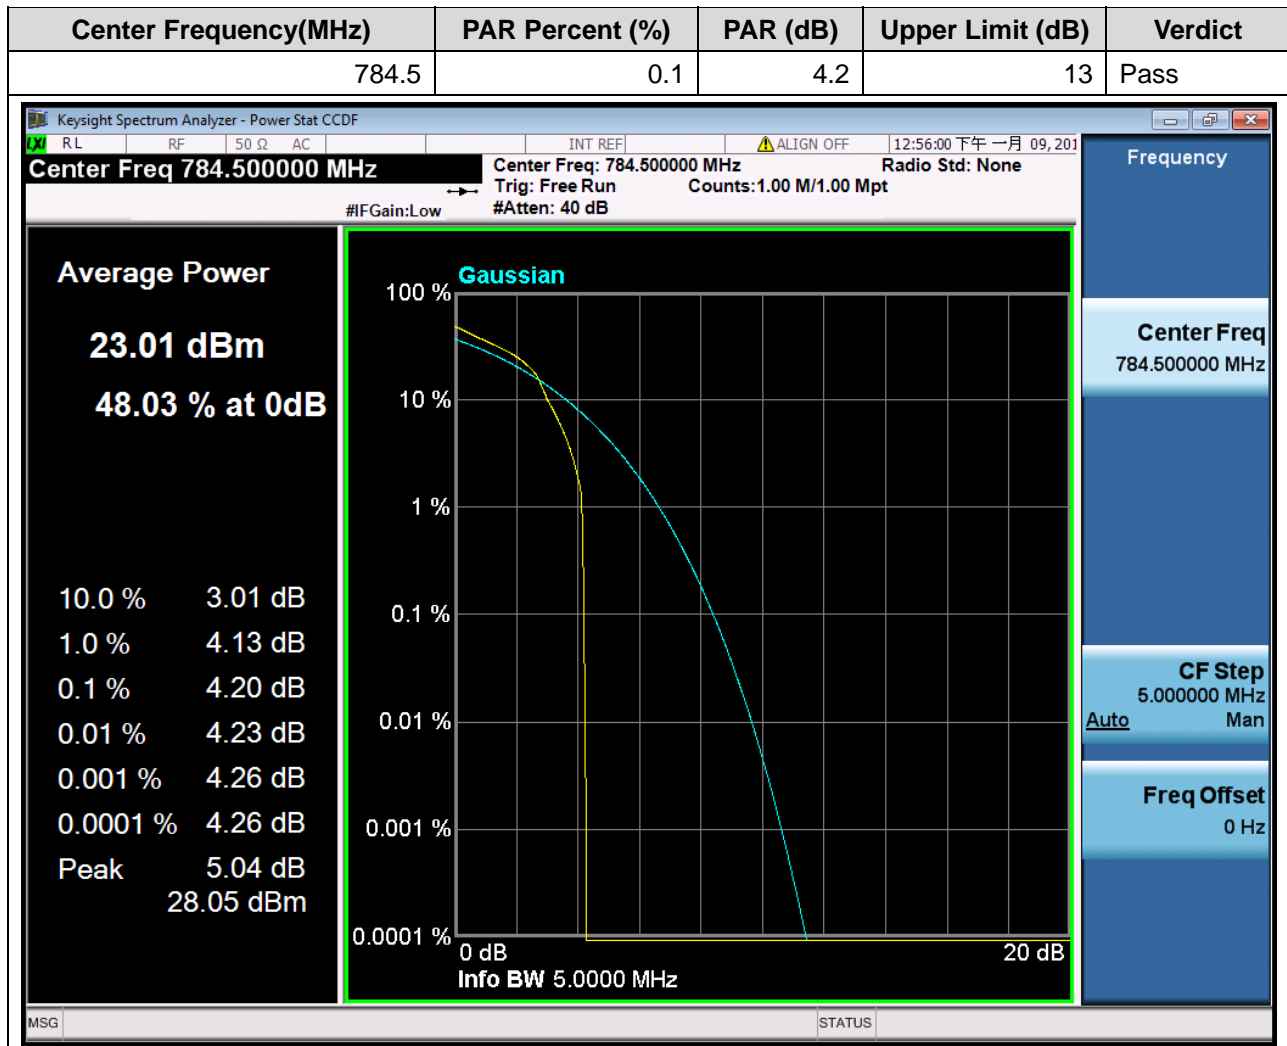 Center Frequency(MHz) PAR Percent (%) PAR (dB) Upper Limit (dB) Verdict
784.5 0.1 4.2 13 Pass
Keysight Spectrum Analyzer - Power Stat CCDF
LXI RL RF 50 Ω AC INT REF ALIGN OFF 12:56:00 下午 一月 09, 201
Center Freq 784.500000 MHz
Center Freq: 784.500000 MHz Radio Std: None
Trig: Free Run Counts:1.00 M/1.00 Mpt
#IFGain:Low #Atten: 40 dB
Average Power
23.01 dBm
48.03 % at 0dB
10.0 % 3.01 dB
1.0 % 4.13 dB
0.1 % 4.20 dB
0.01 % 4.23 dB
0.001 % 4.26 dB
0.0001 % 4.26 dB
Peak 5.04 dB
28.05 dBm
Gaussian
100 %
10 %
1 %
0.1 %
0.01 %
0.001 %
0.0001 %
0 dB 20 dB
Info BW 5.0000 MHz
Frequency
Center Freq
784.500000 MHz
CF Step
5.000000 MHz
Auto Man
Freq Offset
0 Hz
MSG STATUS